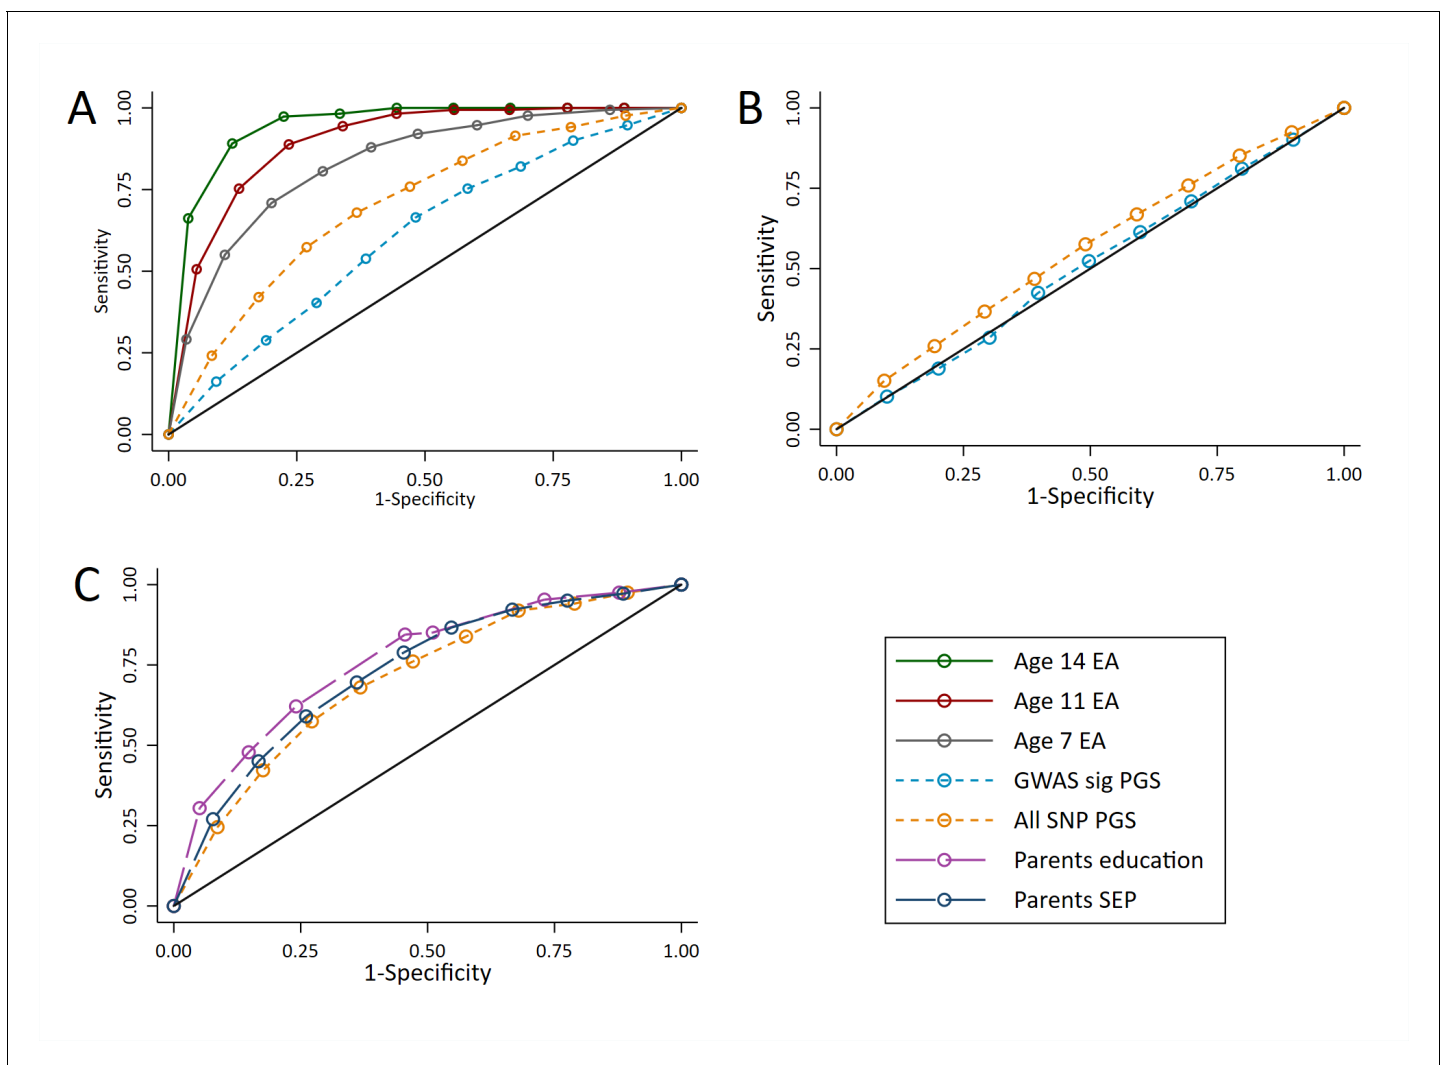 A
1.00
0.75
0.50
0.25
0.00
Sensitivity
0.00 0.25 0.50 0.75 1.00
1-Specificity
B
1.00
0.75
0.50
0.25
0.00
Sensitivity
0.00 0.25 0.50 0.75 1.00
1-Specificity
C
1.00
0.75
0.50
0.25
0.00
Sensitivity
0.00 0.25 0.50 0.75 1.00
1-Specificity
Age 14 EA
Age 11 EA
Age 7 EA
GWAS sig PGS
All SNP PGS
Parents education
Parents SEP